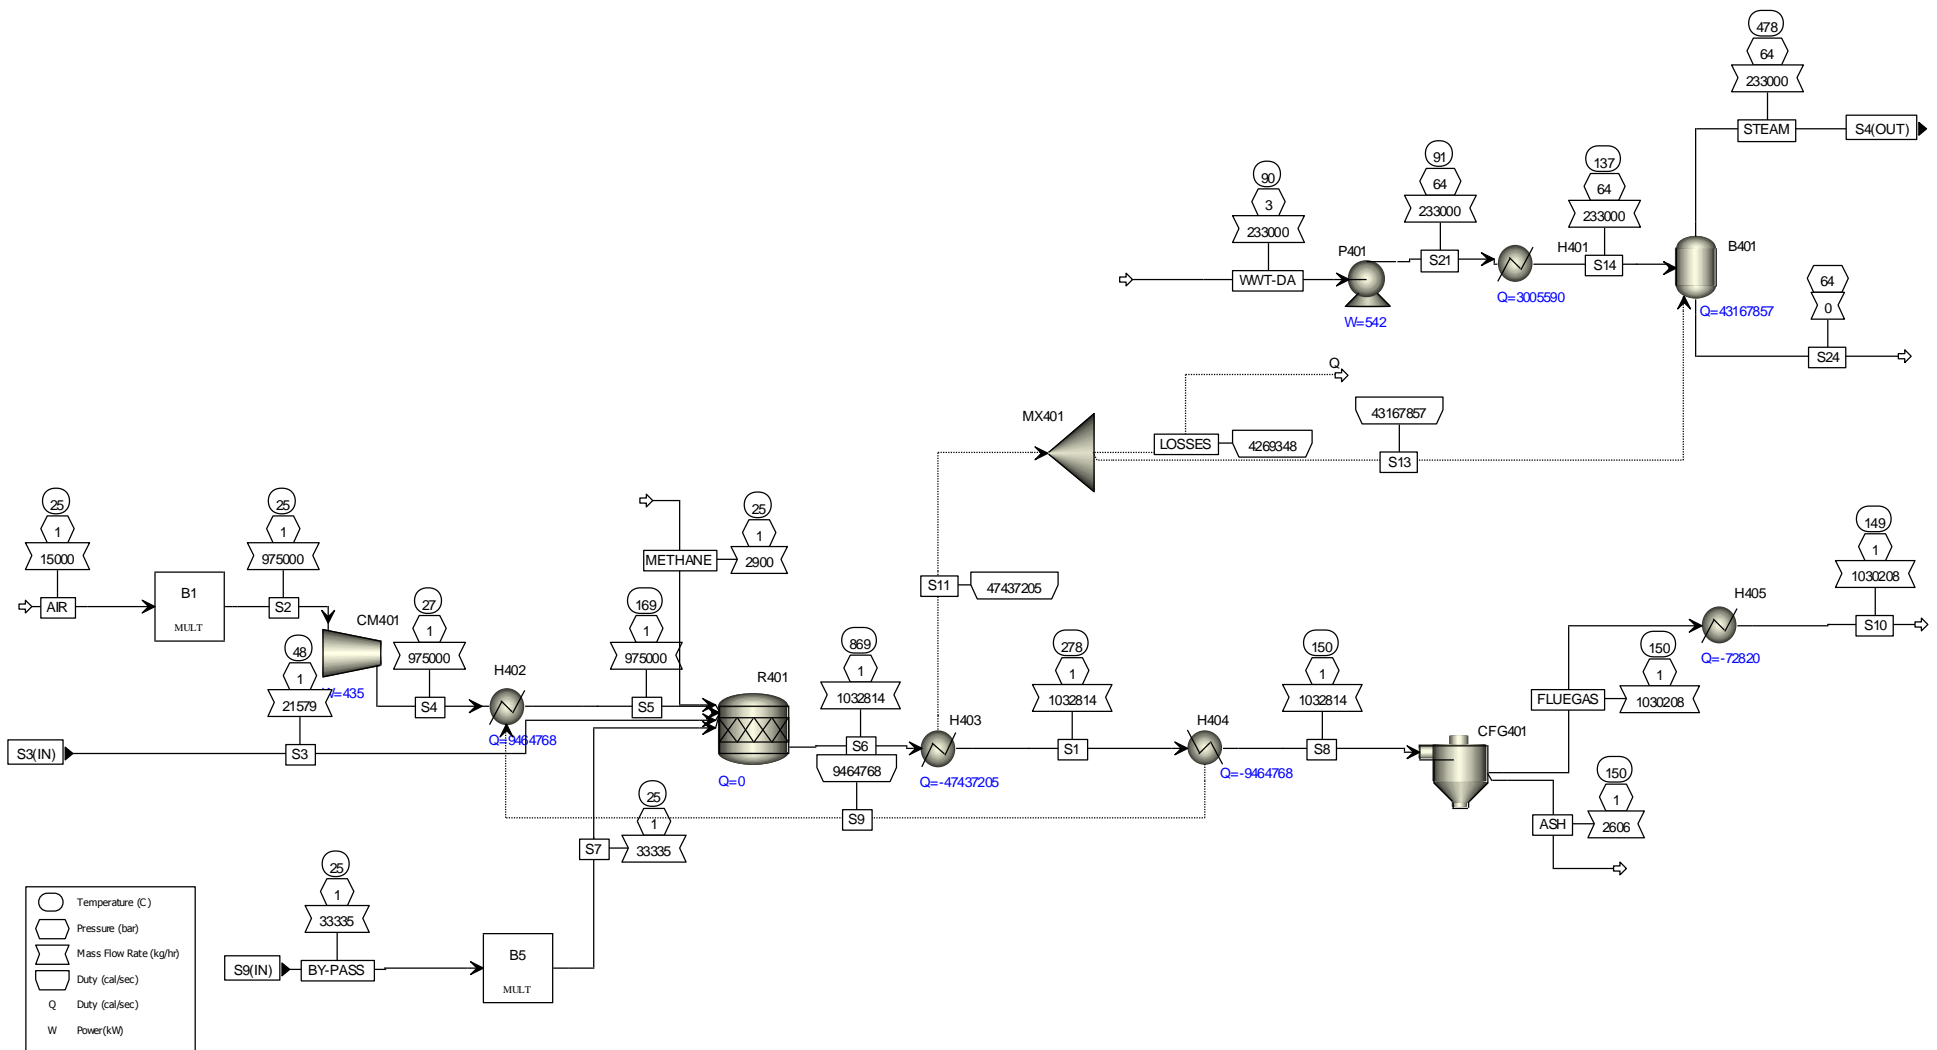 478
64
233000
STEAM
S4(OUT)
90
3
233000
WWT-DA
P401
W=542
91
64
233000
S21
H401
Q=3005590
137
64
233000
S14
B401
Q=43167857
64
0
S24
Q
MX401
LOSSES
4269348
43167857
S13
25
1
15000
AIR
B1
MULT
25
1
975000
S2
CM401
=435
48
1
21579
S3
S3(IN)
27
1
975000
S4
H402
Q=9464768
169
1
975000
S5
METHANE
25
1
2900
R401
Q=0
869
1
1032814
S6
9464768
S9
S11
47437205
H403
Q=-47437205
278
1
1032814
S1
H404
Q=-9464768
150
1
1032814
S8
CFG401
FLUEGAS
150
1
1030208
H405
Q=-72820
149
1
1030208
S10
ASH
150
1
2606
S7
25
1
33335
25
1
33335
S9(IN)
BY-PASS
B5
MULT
Temperature (C)
Pressure (bar)
Mass Flow Rate (kg/hr)
Duty (cal/sec)
Q Duty (cal/sec)
W Power(kW)